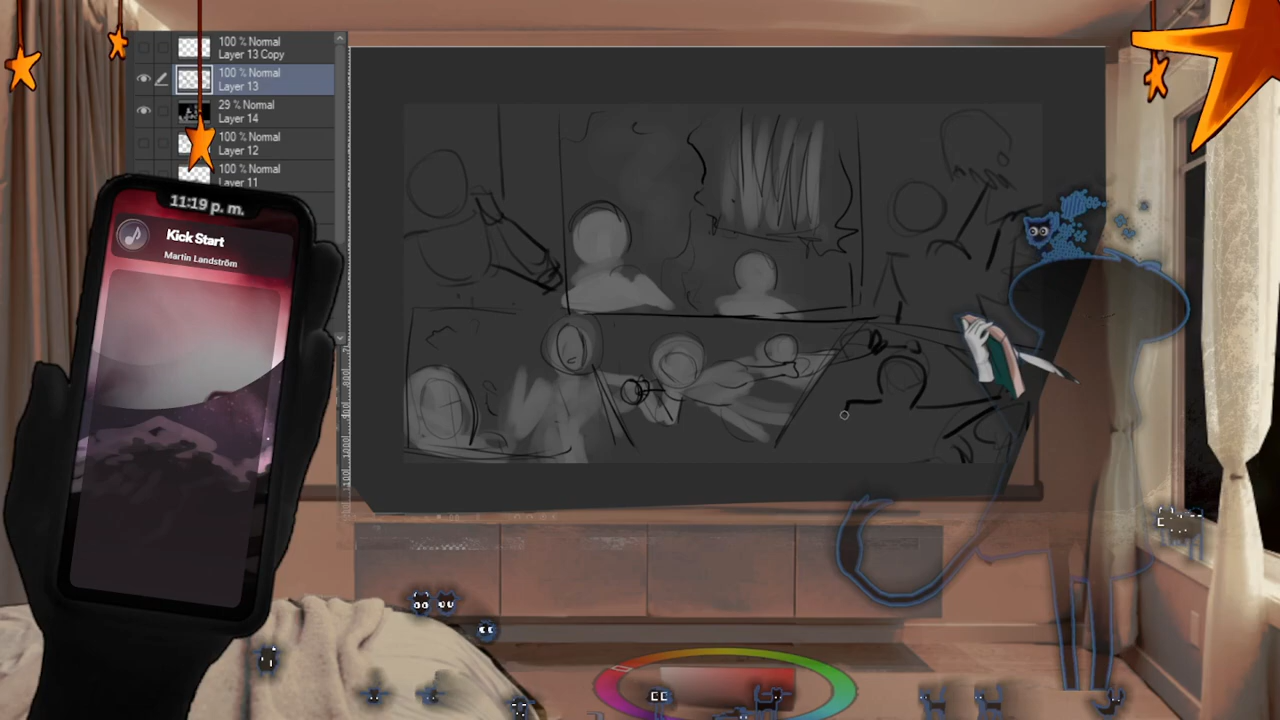 100 % Normal
Layer 13 Copy
100 % Normal
Layer 13
29 % Normal
Layer 14
100 % Normal
Layer 12
100 % Normal
Layer 11
11:19 p. m.
Kick Start
Martin Landström